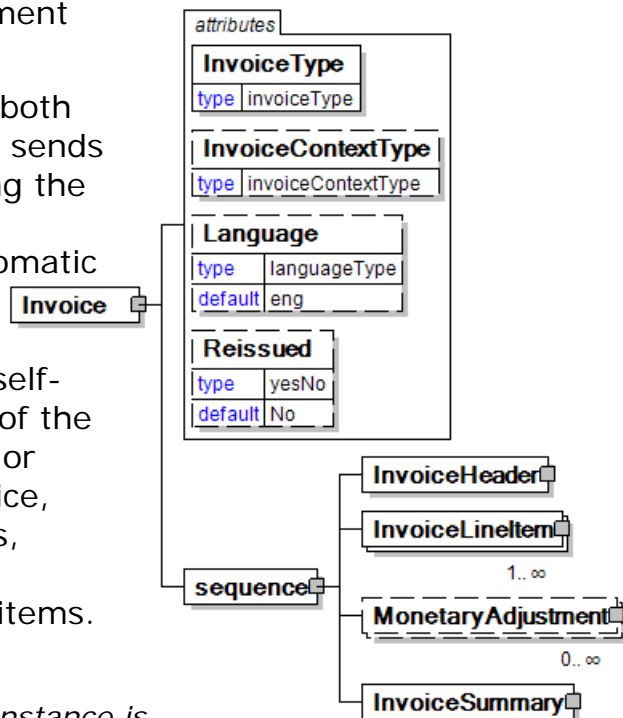 ment
both
sends
ng the
omatic
self-
of the
or
ice,
s,
items.
nstance is
attributes
InvoiceType
type invoiceType
InvoiceContextType
type invoiceContextType
Language
type languageType
default eng
Reissued
type yesNo
default No
Invoice
sequence
InvoiceHeader
InvoiceLineItem
1..∞
MonetaryAdjustment
0..∞
InvoiceSummary